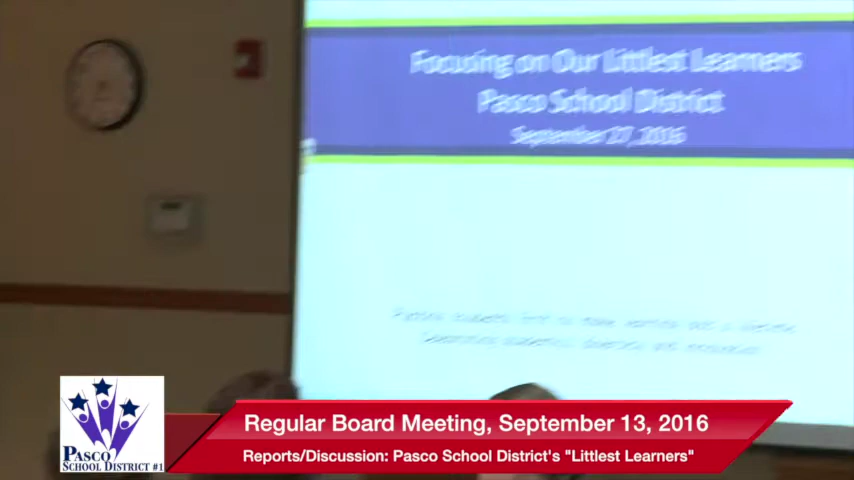 Focusing on Our Littlest Learners
Pasco School District
September 27, 2016
Regular Board Meeting, September 13, 2016
Reports/Discussion: Pasco School District's "Littlest Learners"
PASCO
SCHOOL DISTRICT #1